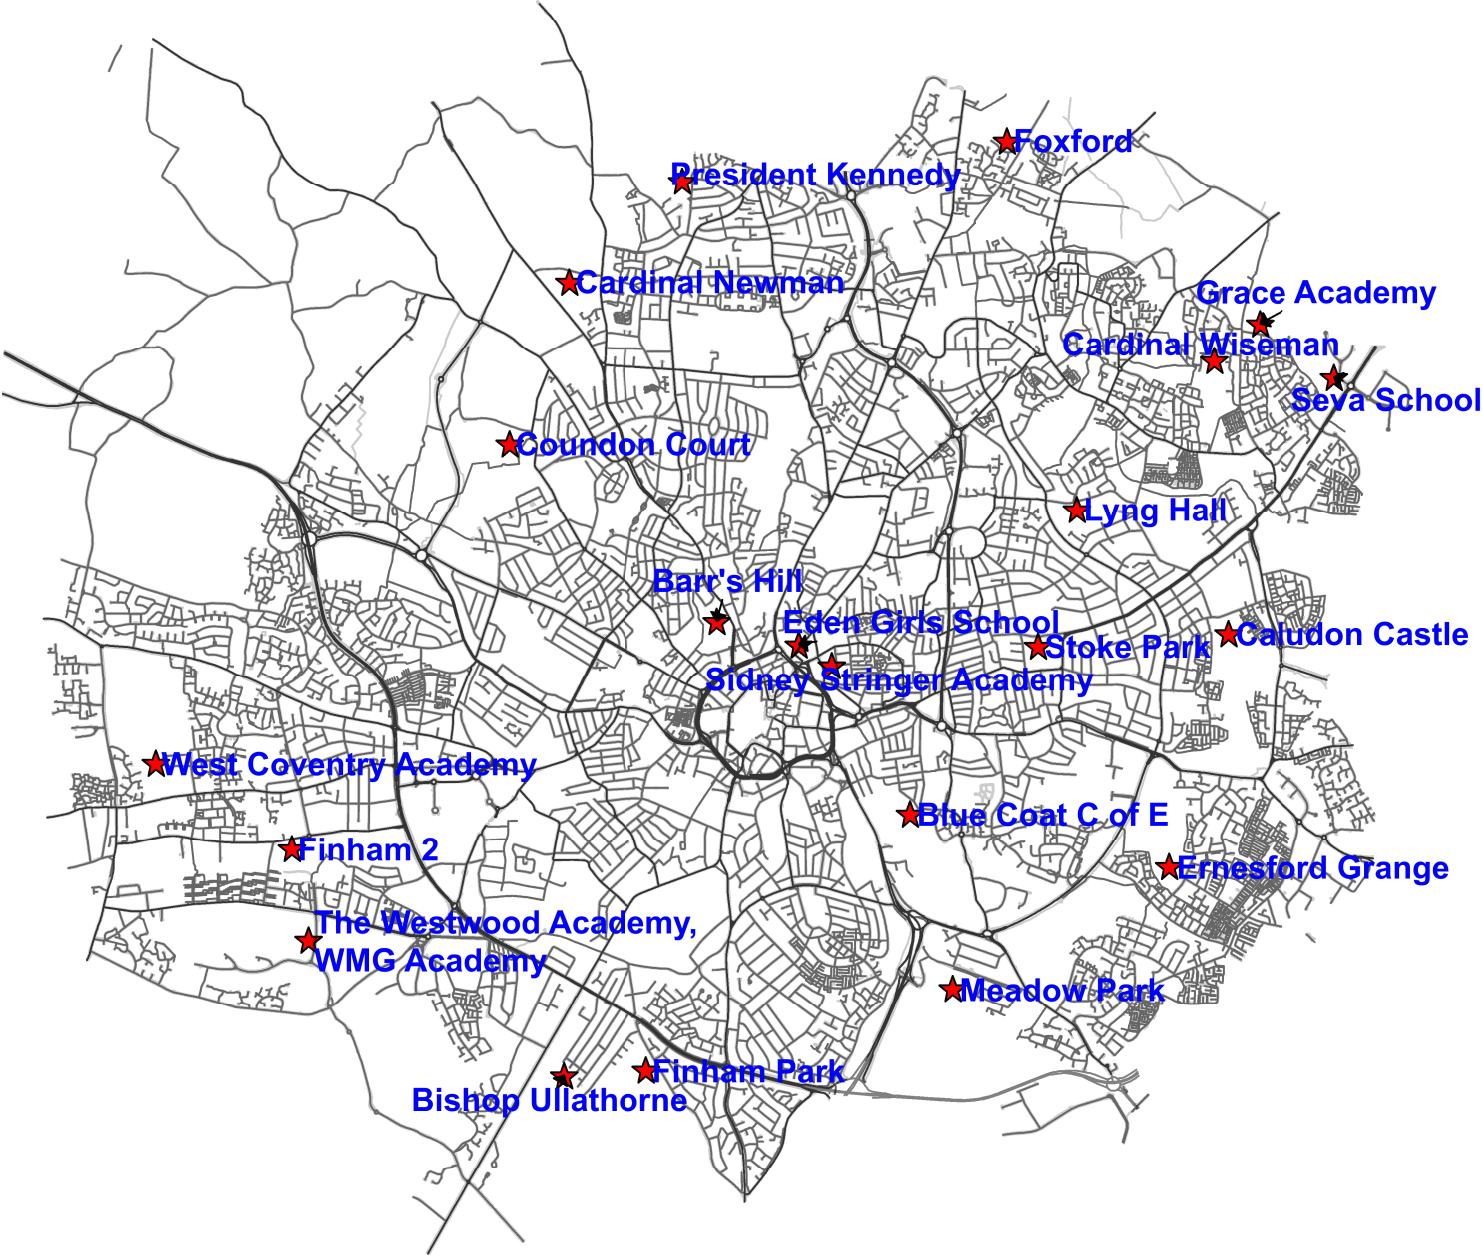 Foxford
President Kennedy
Cardinal Newman
Grace Academy
Cardinal Wiseman
Seva School
Coundon Court
Lyng Hall
Barr's Hill
Eden Girls School
Caludon Castle
Stoke Park
Sidney Stringer Academy
West Coventry Academy
Blue Coat C of E
Finham 2
Ernesford Grange
The Westwood Academy,
WMG Academy
Meadow Park
Finham Park
Bishop Ullathorne